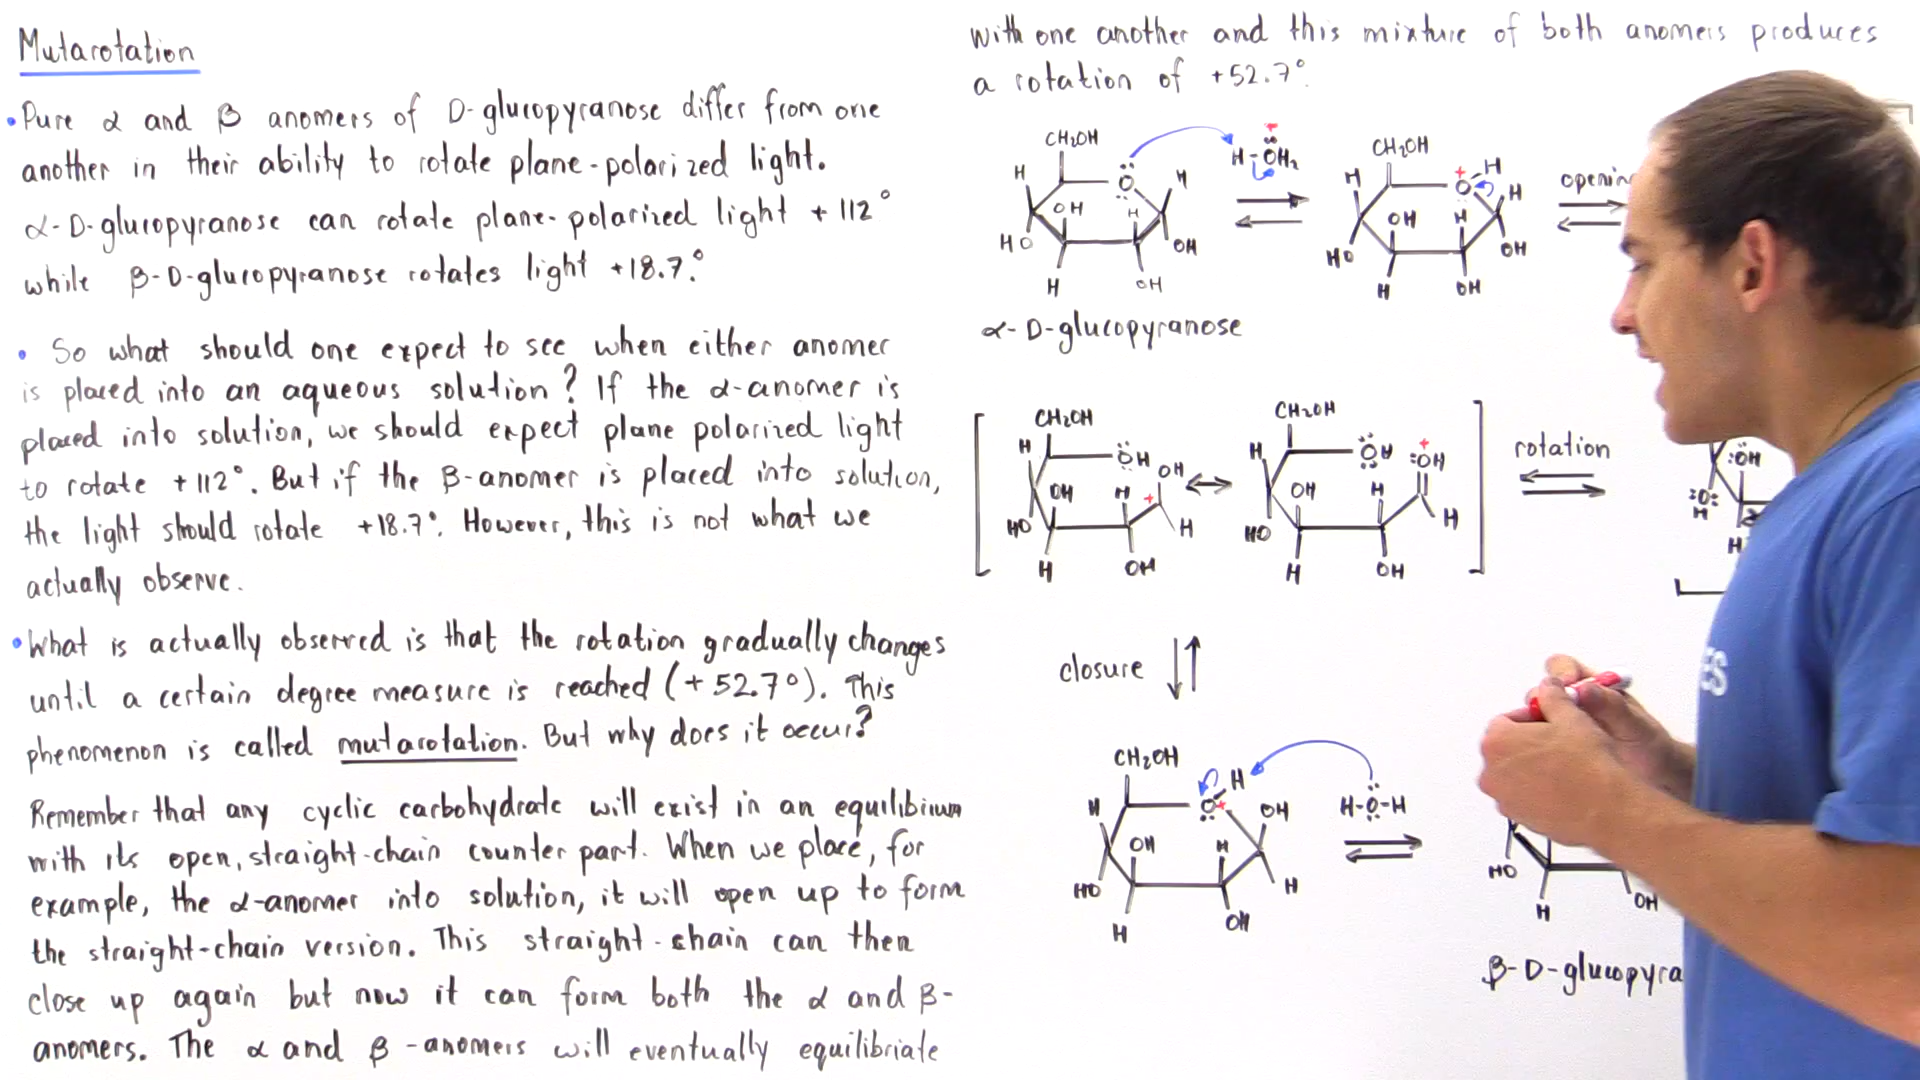 Mutarotation
• Pure α and β anomers of D-glucopyranose differ from one
another in their ability to rotate plane-polarized light.
α-D-glucopyranose can rotate plane-polarized light +112°
while β-D-glucopyranose rotates light +18.7°.
• So what should one expect to see when either anomer
is placed into an aqueous solution? If the α-anomer is
placed into solution, we should expect plane polarized light
to rotate +112°. But if the β-anomer is placed into solution,
the light should rotate +18.7°. However, this is not what we
actually observe.
• What is actually observed is that the rotation gradually changes
until a certain degree measure is reached (+52.7°). This
phenomenon is called mutarotation. But why does it occur?
Remember that any cyclic carbohydrate will exist in an equilibrium
with its open, straight-chain counter part. When we place, for
example, the α-anomer into solution, it will open up to form
the straight-chain version. This straight-chain can then
close up again but now it can form both the α and β-
anomers. The α and β-anomers will eventually equilibriate
with one another and this mixture of both anomers produces
a rotation of +52.7°.
CH₂OH H O H H-OH₂ + OH H HO OH H OH
CH₂OH H O + H H OH H HO OH H OH
opening
α-D-glucopyranose
CH₂OH H OH OH OH H + HO H H OH
CH₂OH H OH + OH OH H HO H H OH
rotation
OH O H H
closure
CH₂OH H O + H OH OH H HO H H OH
H-O-H
HO H OH
β-D-glucopyra
ES